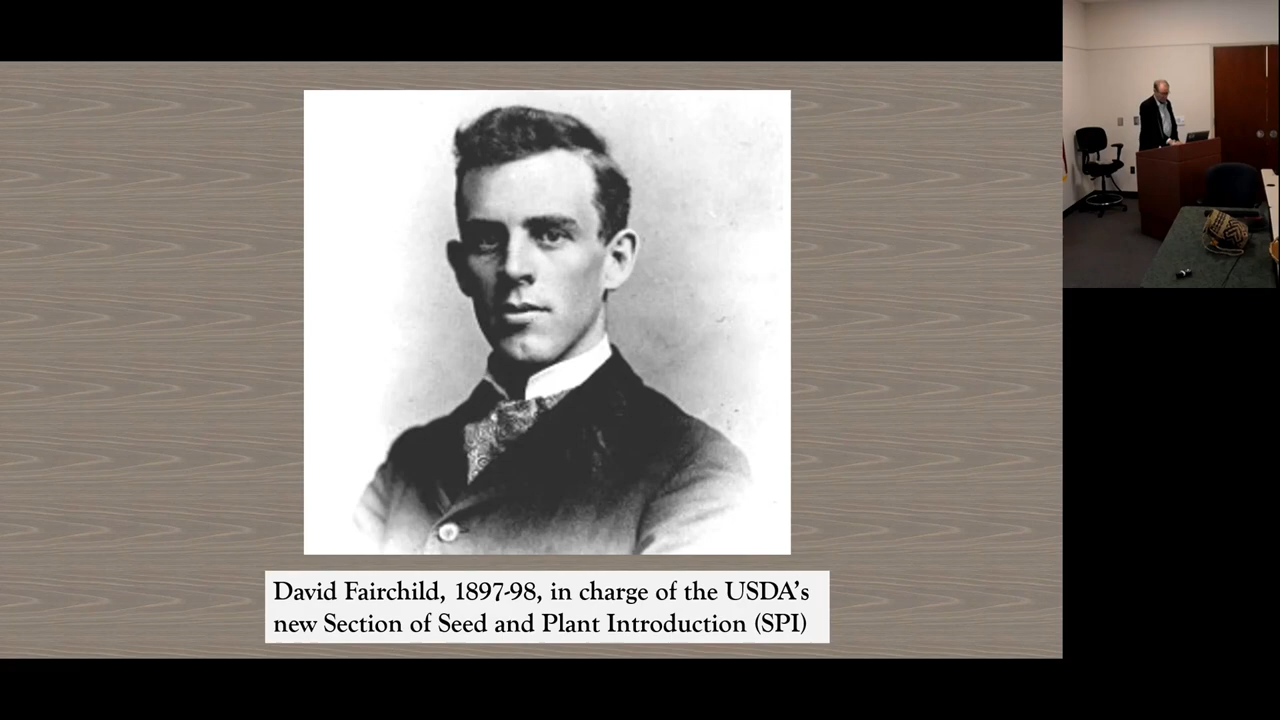 David Fairchild, 1897-98, in charge of the USDA's
new Section of Seed and Plant Introduction (SPI)